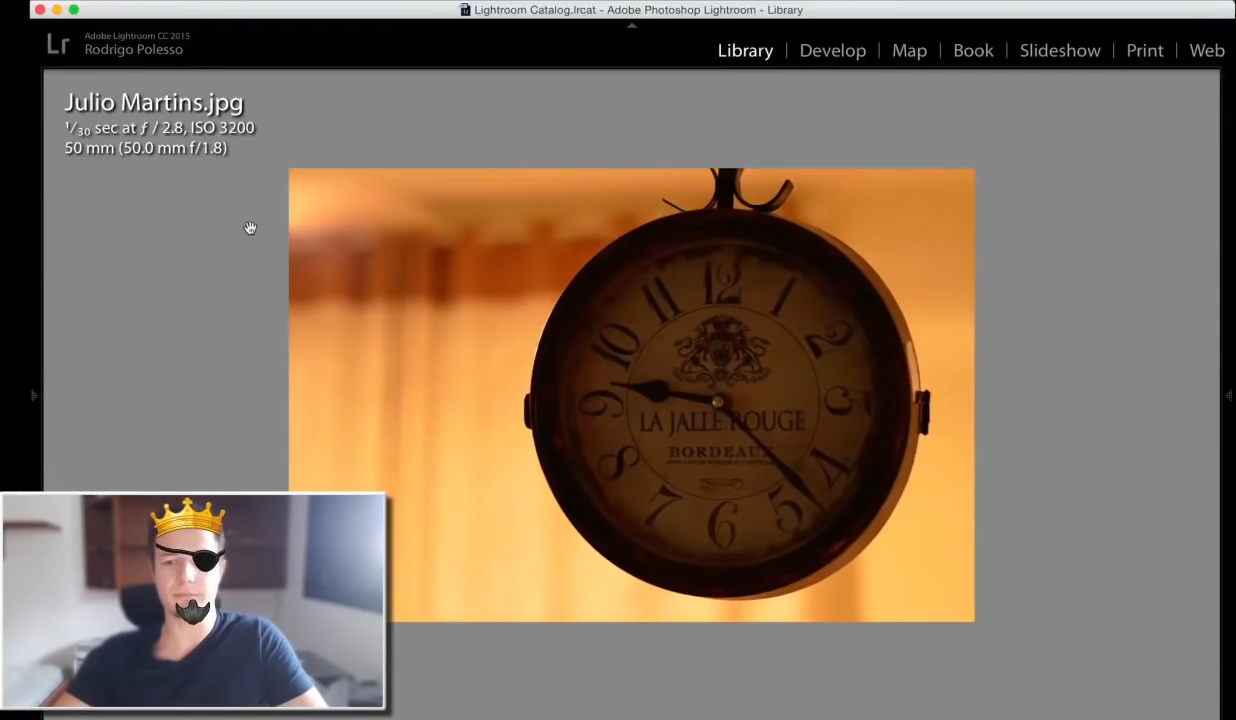 Lightroom Catalog.lrcat - Adobe Photoshop Lightroom - Library
Lr
Adobe Lightroom CC 2015
Rodrigo Polesso
Library | Develop | Map | Book | Slideshow | Print | Web
Julio Martins.jpg
1/30 sec at ƒ / 2.8, ISO 3200
50 mm (50.0 mm f/1.8)
12
11
1
10
2
9
3
LA JALLE ROUGE
BORDEAUX
8
4
7
5
6